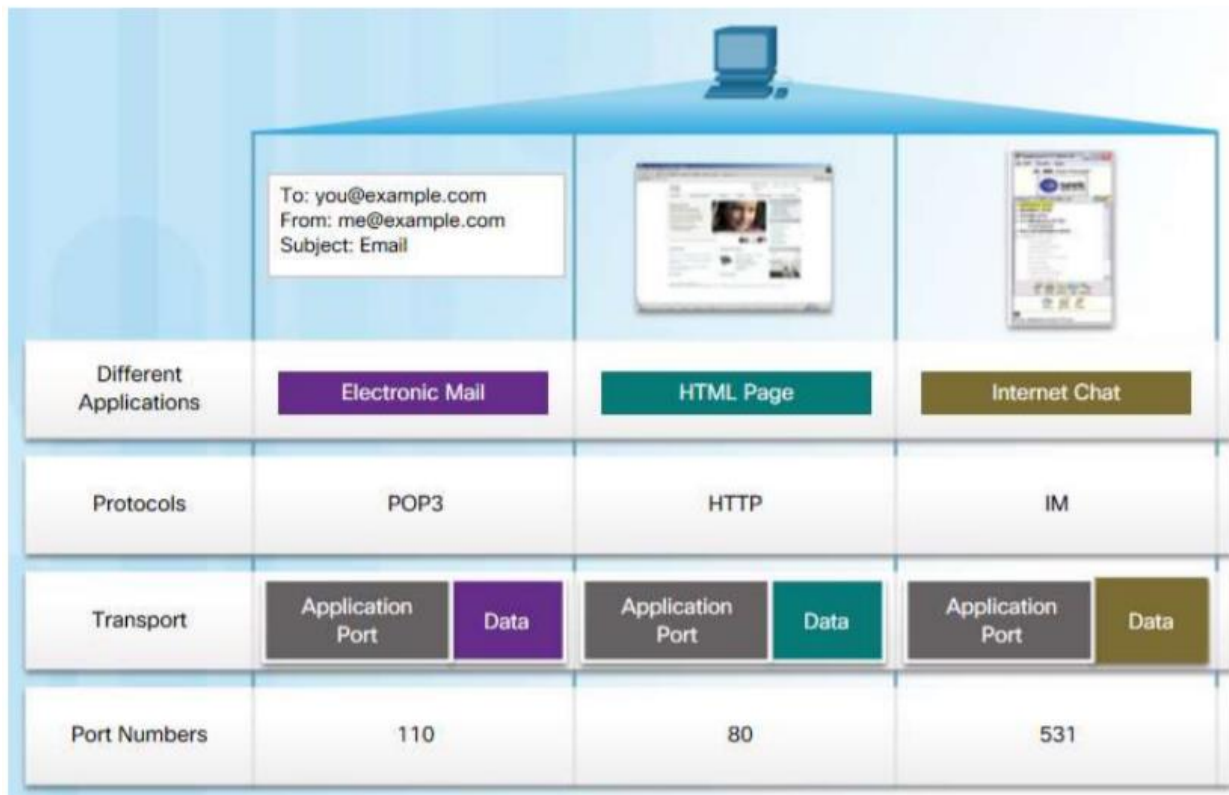 To: you@example.com
From: me@example.com
Subject: Email
Different
Applications
Electronic Mail
HTML Page
Internet Chat
Protocols
POP3
HTTP
IM
Transport
Application
Port
Data
Application
Port
Data
Application
Port
Data
Port Numbers
110
80
531